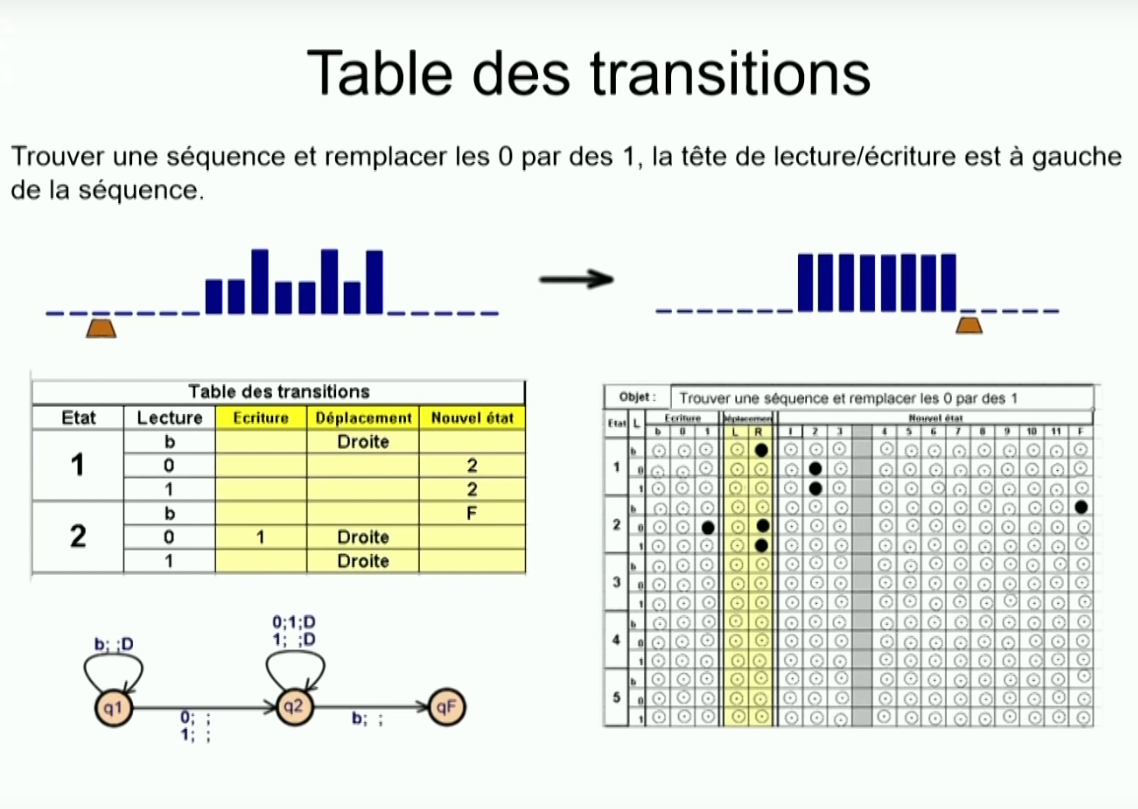 Table des transitions
Trouver une séquence et remplacer les 0 par des 1, la tête de lecture/écriture est à gauche
de la séquence.
Table des transitions
Etat Lecture Ecriture Déplacement Nouvel état
1 b Droite
0 2
1 2
2 b F
0 1 Droite
1 Droite
b; ;D
0;1;D
1; ;D
q1 q2 qF
0; ;
1; ;
b; ;
Objet : Trouver une séquence et remplacer les 0 par des 1
Etat L Ecriture Déplacement Nouvel état
b 0 1 L R 1 2 3 4 5 6 7 8 9 10 11 F
1 b
0
1
2 b
0
1
3 b
0
1
4 b
0
1
5 b
0
1